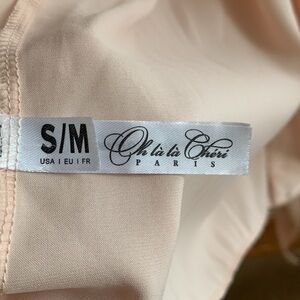 S/M
USA | EU | FR
Oh là là Chéri
PARIS